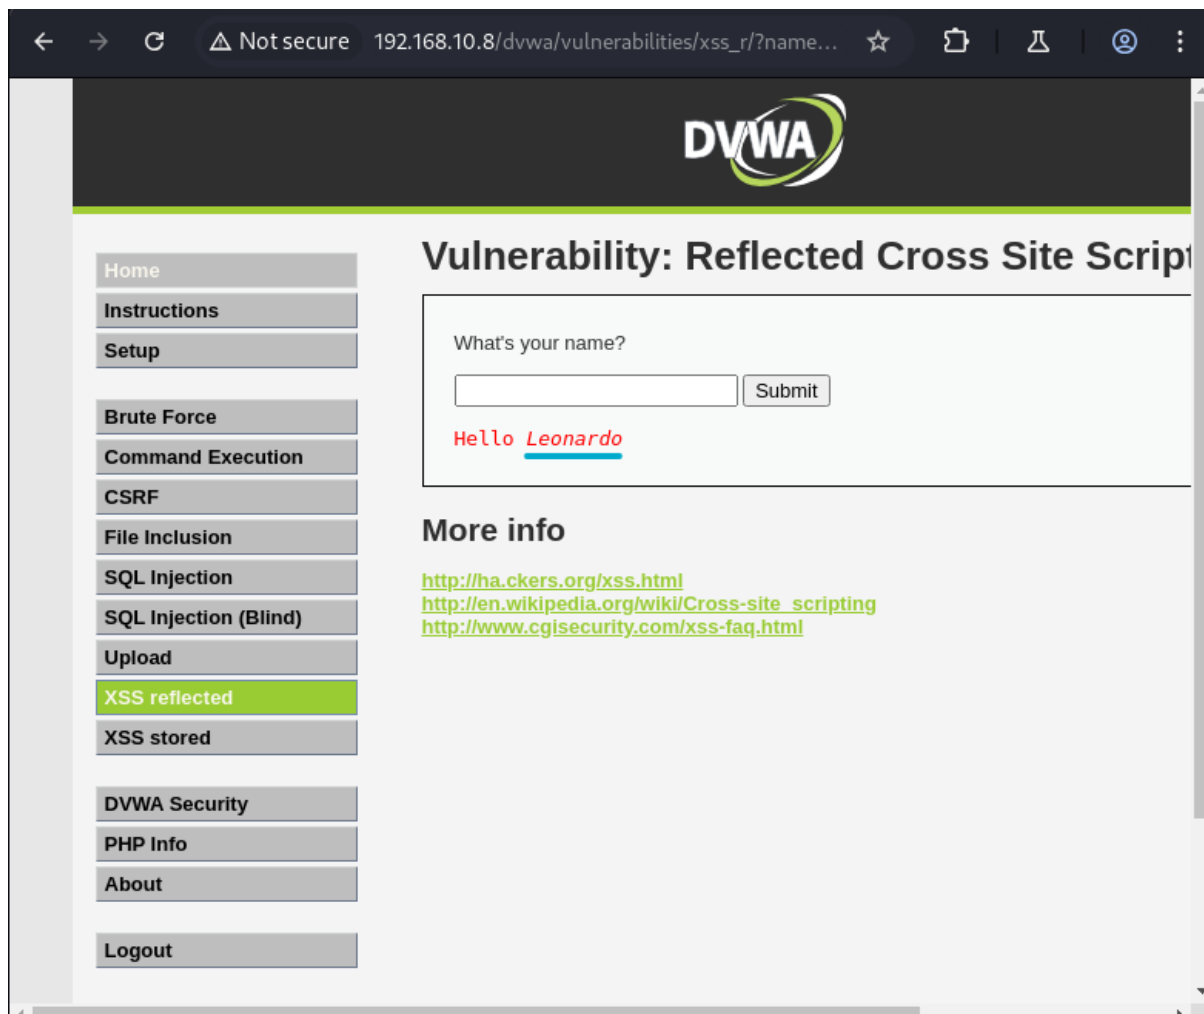 Not secure 192.168.10.8/dvwa/vulnerabilities/xss_r/?name...
DVWA
Home
Instructions
Setup
Brute Force
Command Execution
CSRF
File Inclusion
SQL Injection
SQL Injection (Blind)
Upload
XSS reflected
XSS stored
DVWA Security
PHP Info
About
Logout
Vulnerability: Reflected Cross Site Script
What's your name?
Submit
Hello Leonardo
More info
http://ha.ckers.org/xss.html
http://en.wikipedia.org/wiki/Cross-site_scripting
http://www.cgisecurity.com/xss-faq.html